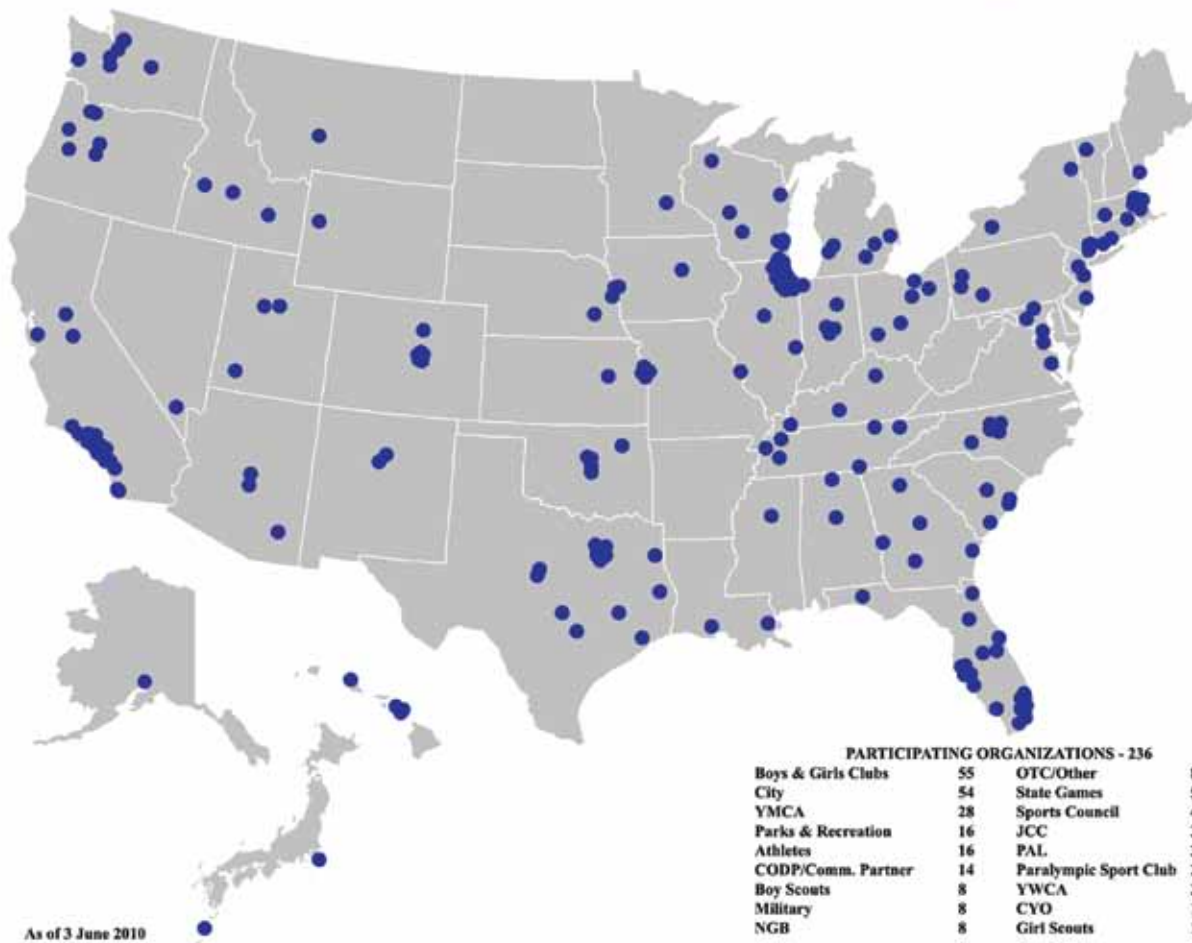 PARTICIPATING ORGANIZATIONS - 236
Boys & Girls Clubs 55 OTC/Other
City 54 State Games
YMCA 28 Sports Council
Parks & Recreation 16 JCC
Athletes 16 PAL
CODP/Comm. Partner 14 Paralympic Sport Club
Boy Scouts 8 YWCA
Military 8 CYO
NGB 8 Girl Scouts
As of 3 June 2010